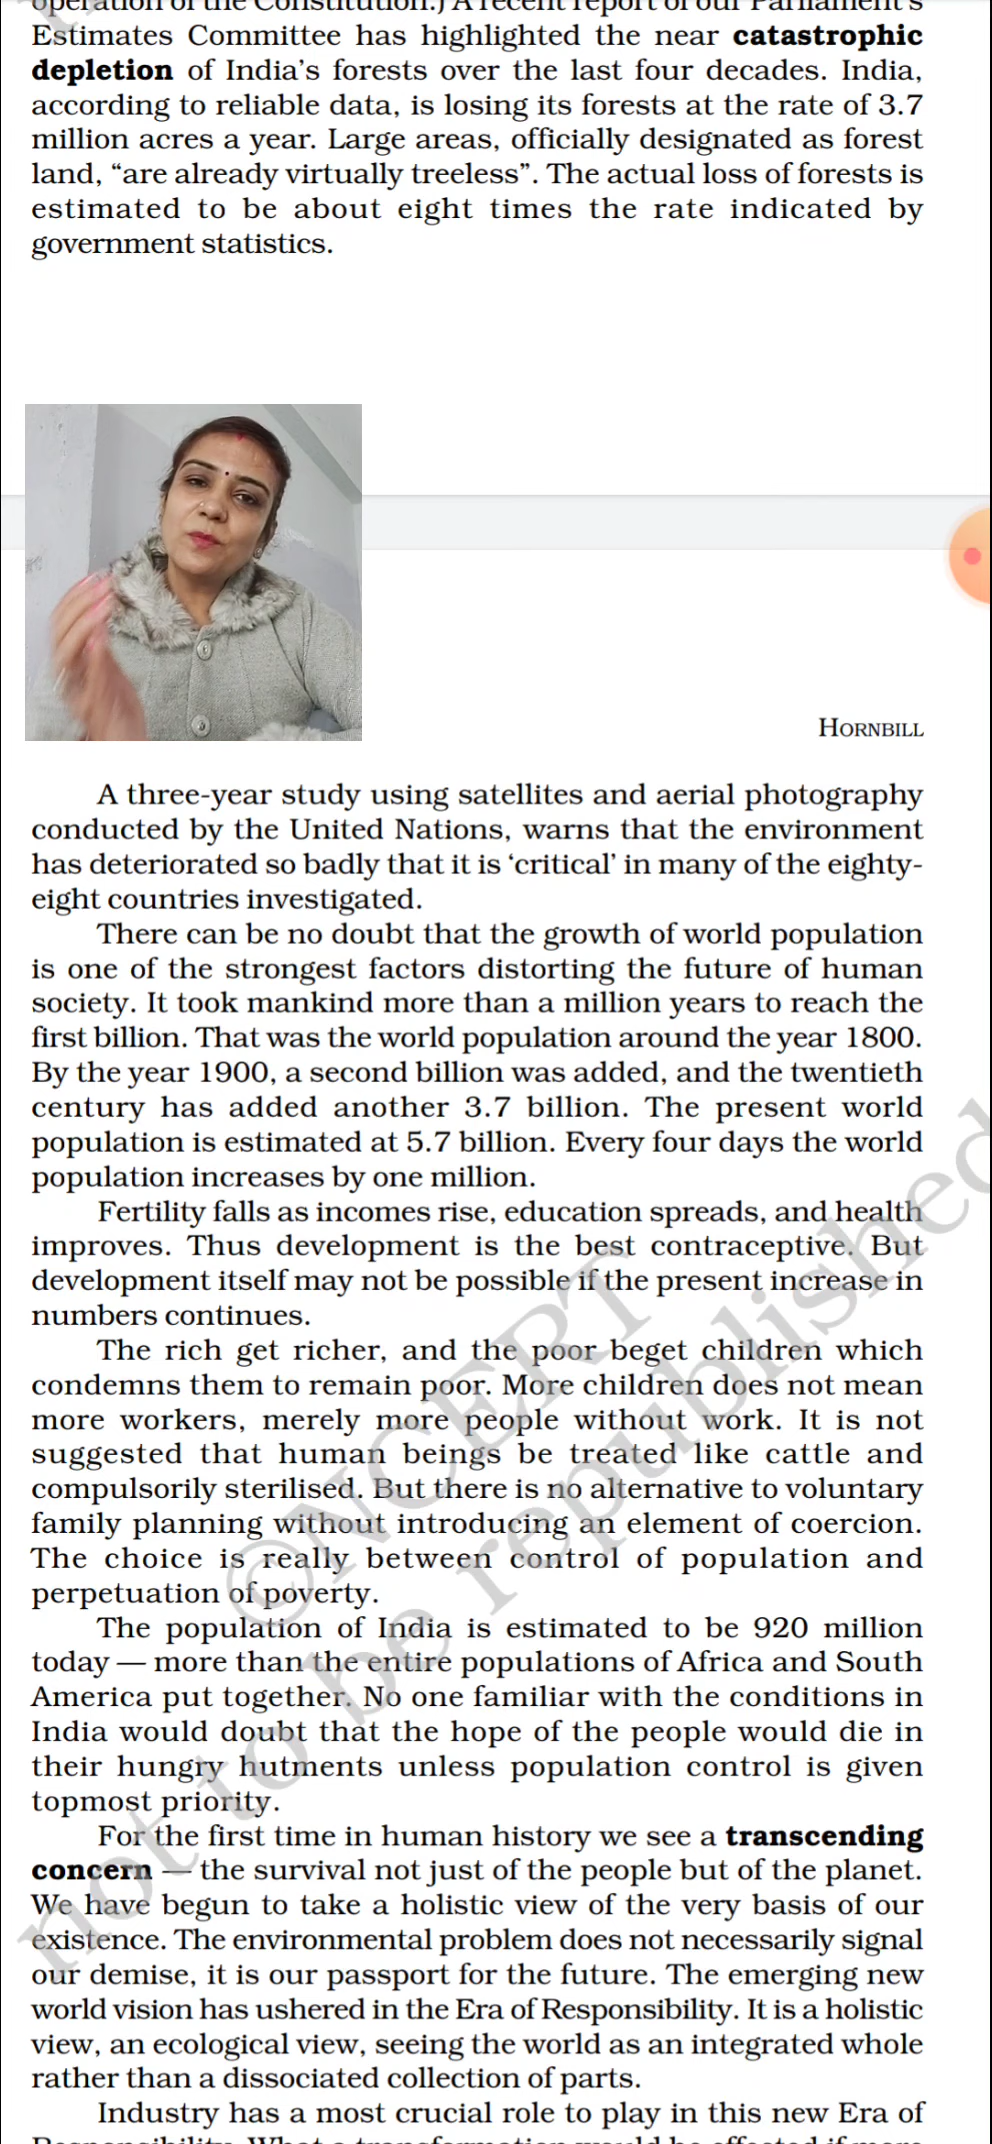 operation of the Constitution.) A recent report of our Parliament's
Estimates Committee has highlighted the near catastrophic
depletion of India's forests over the last four decades. India,
according to reliable data, is losing its forests at the rate of 3.7
million acres a year. Large areas, officially designated as forest
land, “are already virtually treeless”. The actual loss of forests is
estimated to be about eight times the rate indicated by
government statistics.
HORNBILL
A three-year study using satellites and aerial photography
conducted by the United Nations, warns that the environment
has deteriorated so badly that it is ‘critical’ in many of the eighty-
eight countries investigated.
There can be no doubt that the growth of world population
is one of the strongest factors distorting the future of human
society. It took mankind more than a million years to reach the
first billion. That was the world population around the year 1800.
By the year 1900, a second billion was added, and the twentieth
century has added another 3.7 billion. The present world
population is estimated at 5.7 billion. Every four days the world
population increases by one million.
Fertility falls as incomes rise, education spreads, and health
improves. Thus development is the best contraceptive. But
development itself may not be possible if the present increase in
numbers continues.
The rich get richer, and the poor beget children which
condemns them to remain poor. More children does not mean
more workers, merely more people without work. It is not
suggested that human beings be treated like cattle and
compulsorily sterilised. But there is no alternative to voluntary
family planning without introducing an element of coercion.
The choice is really between control of population and
perpetuation of poverty.
The population of India is estimated to be 920 million
today — more than the entire populations of Africa and South
America put together. No one familiar with the conditions in
India would doubt that the hope of the people would die in
their hungry hutments unless population control is given
topmost priority.
For the first time in human history we see a transcending
concern — the survival not just of the people but of the planet.
We have begun to take a holistic view of the very basis of our
existence. The environmental problem does not necessarily signal
our demise, it is our passport for the future. The emerging new
world vision has ushered in the Era of Responsibility. It is a holistic
view, an ecological view, seeing the world as an integrated whole
rather than a dissociated collection of parts.
Industry has a most crucial role to play in this new Era of
©NCERT
not to be republished